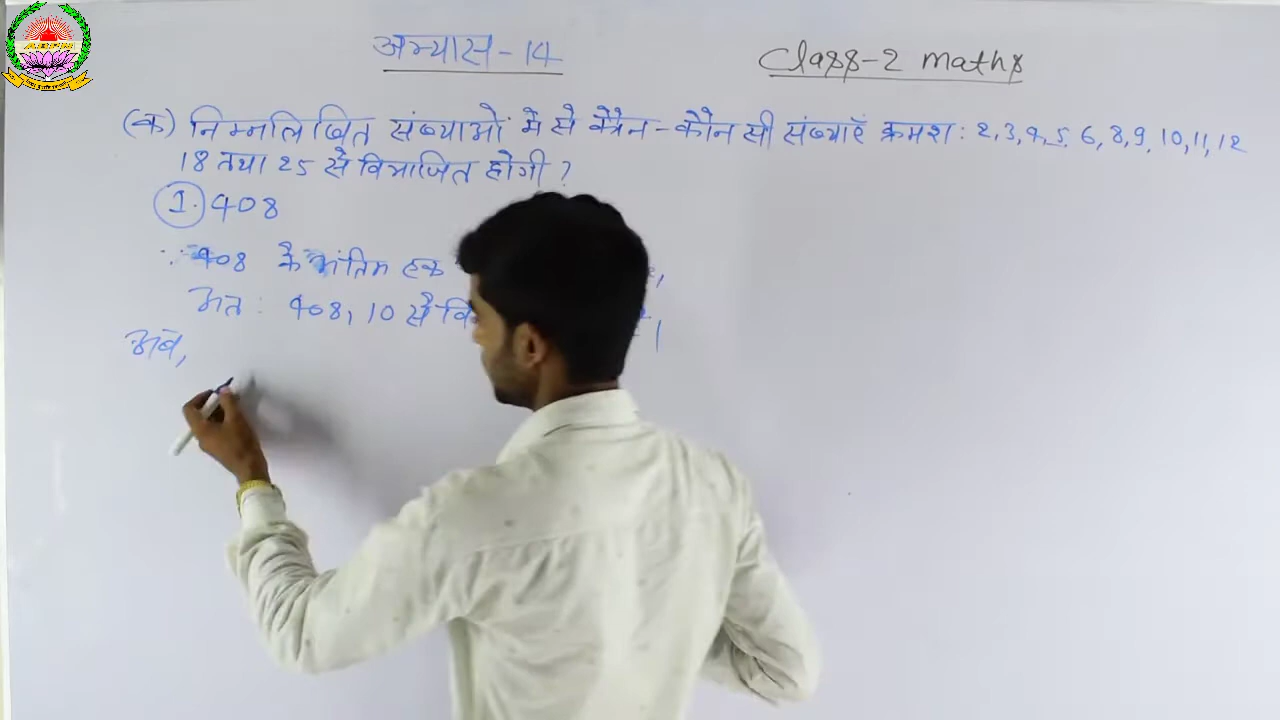 अभ्यास - 14
Class-2 Maths
(क) निम्नलिखित संख्याओं में से कौन-कौन सी संख्याएँ क्रमश: 2,3,4,5,6,8,9,10,11,12
18 तथा 25 से विभाजित होगी ?
1. 408
∵ 408 के अंतिम
अत: 408, 10 से
अब,